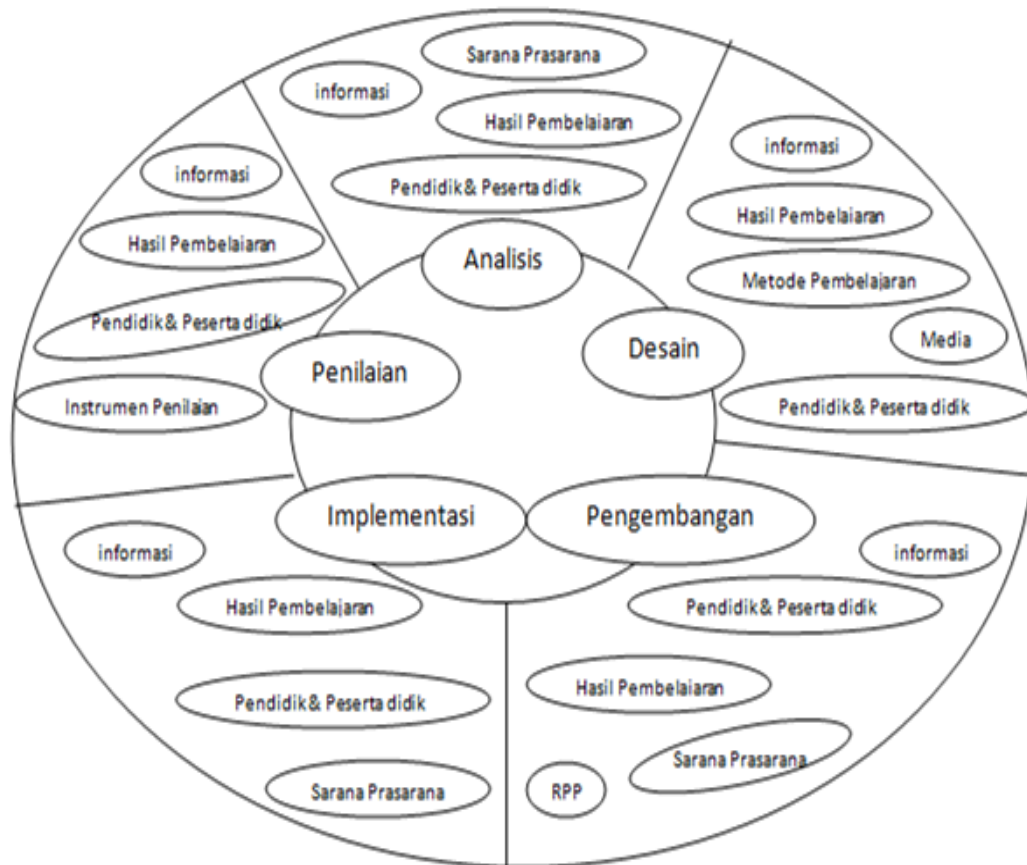 Sarana Prasarana
informasi
Hasil Pembelaiaran
Pendidik & Peserta didik
Analisis
informasi
Hasil Pembelaiaran
Metode Pembelajaran
Media
Pendidik & Peserta didik
Desain
informasi
Hasil Pembelaiaran
Pendidik & Peserta didik
Instrumen Penilaian
Penilaian
Implementasi
Pengembangan
informasi
Hasil Pembelajaran
Pendidik & Peserta didik
Sarana Prasarana
informasi
Pendidik & Peserta didik
Hasil Pembelaiaran
Sarana Prasarana
RPP